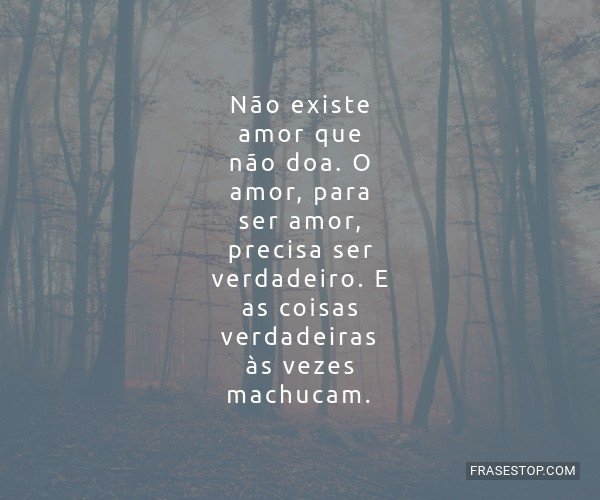 Não existe
amor que
não doa. O
amor, para
ser amor,
precisa ser
verdadeiro. E
as coisas
verdadeiras
às vezes
machucam.
FRASESTOP.COM